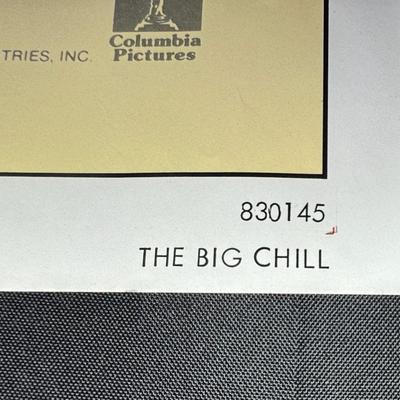 Columbia
TRIES, INC. Pictures
830145
THE BIG CHILL